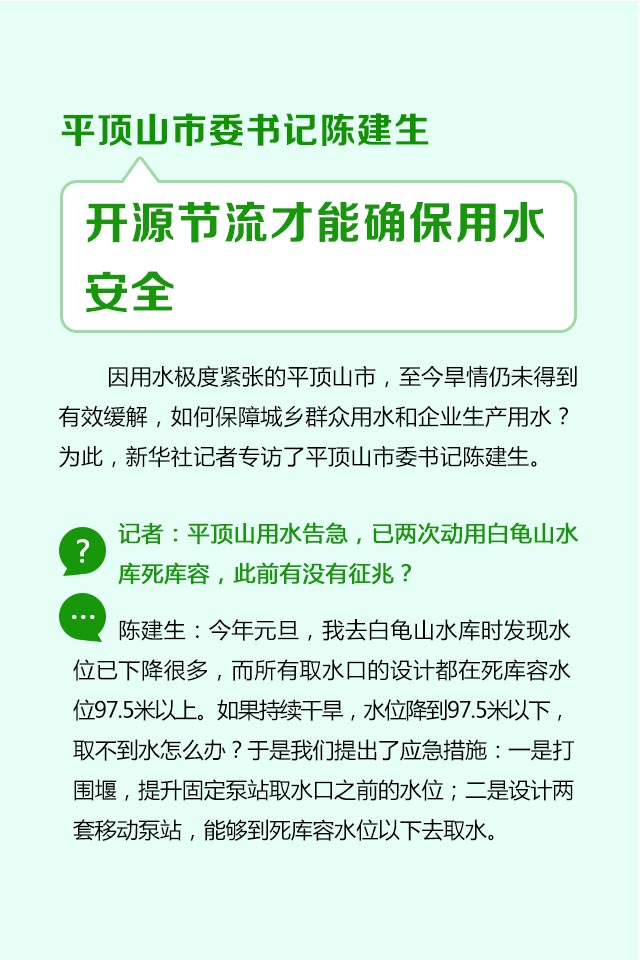 平顶山市委书记陈建生
开源节流才能确保用水
安全
因用水极度紧张的平顶山市，至今旱情仍未得到
有效缓解，如何保障城乡群众用水和企业生产用水？
为此，新华社记者专访了平顶山市委书记陈建生。
?
记者：平顶山用水告急，已两次动用白龟山水
库死库容，此前有没有征兆？
…
陈建生：今年元旦，我去白龟山水库时发现水
位已下降很多，而所有取水口的设计都在死库容水
位97.5米以上。如果持续干旱，水位降到97.5米以下，
取不到水怎么办？于是我们提出了应急措施：一是打
围堰，提升固定泵站取水口之前的水位；二是设计两
套移动泵站，能够到死库容水位以下去取水。